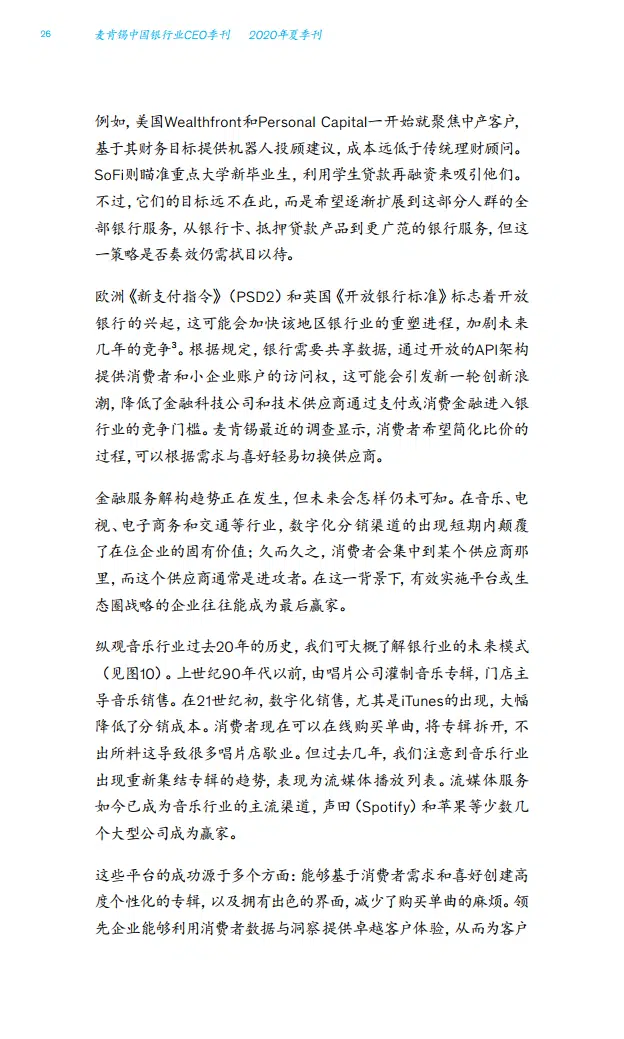 26
麦肯锡中国银行业CEO季刊 2020年夏季刊
例如，美国Wealthfront和Personal Capital一开始就聚焦中产客户，
基于其财务目标提供机器人投顾建议，成本远低于传统理财顾问。
SoFi则瞄准重点大学新毕业生，利用学生贷款再融资来吸引他们。
不过，它们的目标远不在此，而是希望逐渐扩展到这部分人群的全
部银行服务，从银行卡、抵押贷款产品到更广范的银行服务，但这
一策略是否奏效仍需拭目以待。
欧洲《新支付指令》（PSD2）和英国《开放银行标准》标志着开放
银行的兴起，这可能会加快该地区银行业的重塑进程，加剧未来
几年的竞争³。根据规定，银行需要共享数据，通过开放的API架构
提供消费者和小企业账户的访问权，这可能会引发新一轮创新浪
潮，降低了金融科技公司和技术供应商通过支付或消费金融进入银
行业的竞争门槛。麦肯锡最近的调查显示，消费者希望简化比价的
过程，可以根据需求与喜好轻易切换供应商。
金融服务解构趋势正在发生，但未来会怎样仍未可知。在音乐、电
视、电子商务和交通等行业，数字化分销渠道的出现短期内颠覆
了在位企业的固有价值；久而久之，消费者会集中到某个供应商那
里，而这个供应商通常是进攻者。在这一背景下，有效实施平台或生
态圈战略的企业往往能成为最后赢家。
纵观音乐行业过去20年的历史，我们可大概了解银行业的未来模式
（见图10）。上世纪90年代以前，由唱片公司灌制音乐专辑，门店主
导音乐销售。在21世纪初，数字化销售，尤其是iTunes的出现，大幅
降低了分销成本。消费者现在可以在线购买单曲，将专辑拆开，不
出所料这导致很多唱片店歇业。但过去几年，我们注意到音乐行业
出现重新集结专辑的趋势，表现为流媒体播放列表。流媒体服务
如今已成为音乐行业的主流渠道，声田（Spotify）和苹果等少数几
个大型公司成为赢家。
这些平台的成功源于多个方面：能够基于消费者需求和喜好创建高
度个性化的专辑，以及拥有出色的界面，减少了购买单曲的麻烦。领
先企业能够利用消费者数据与洞察提供卓越客户体验，从而为客户